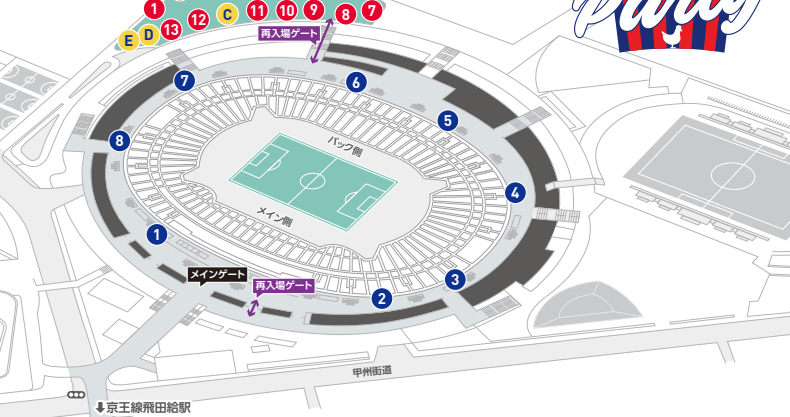 Party
1
13
12
C
11
10
9
8
7
E
D
再入場ゲート
7
6
5
8
バック側
4
メイン側
1
メインゲート
再入場ゲート
3
2
甲州街道
↓京王線飛田給駅